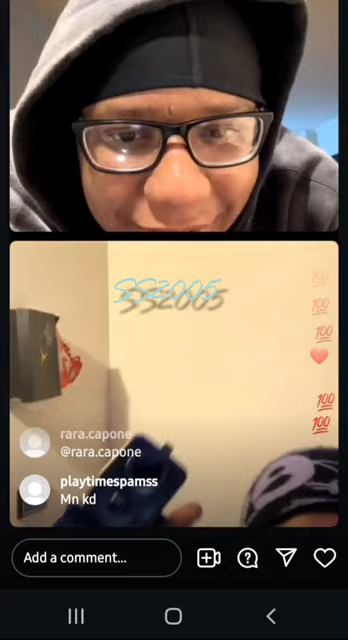 SS2005
rara.capone
@rara.capone
playtimespamss
Mn kd
Add a comment...